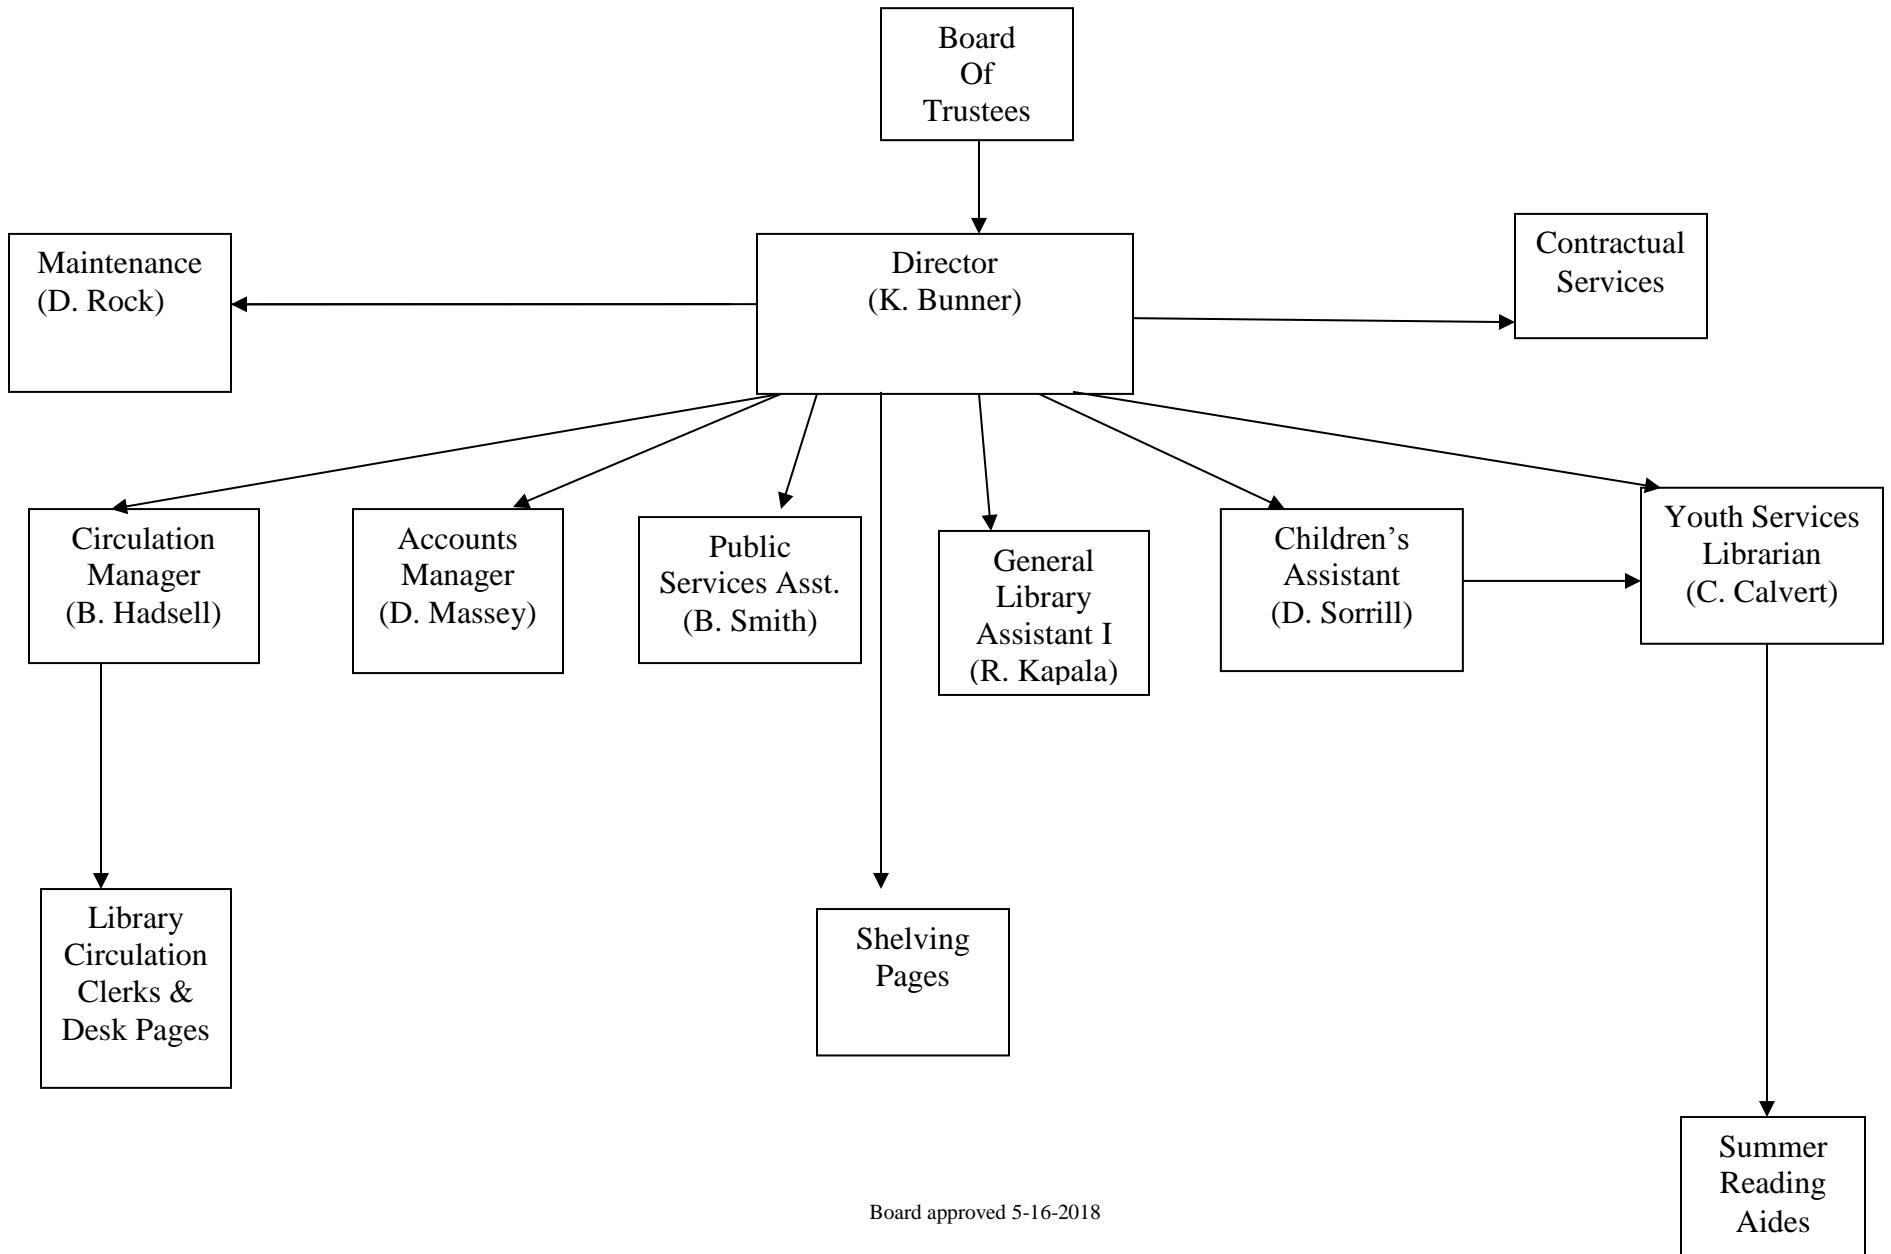 Board
Of
Trustees
Maintenance
(D. Rock)
Director
(K. Bunner)
Contractual
Services
Circulation
Manager
(B. Hadsell)
Accounts
Manager
(D. Massey)
Public
Services Asst.
(B. Smith)
General
Library
Assistant I
(R. Kapala)
Children’s
Assistant
(D. Sorrill)
Youth Services
Librarian
(C. Calvert)
Library
Circulation
Clerks &
Desk Pages
Shelving
Pages
Summer
Reading
Aides
Board approved 5-16-2018